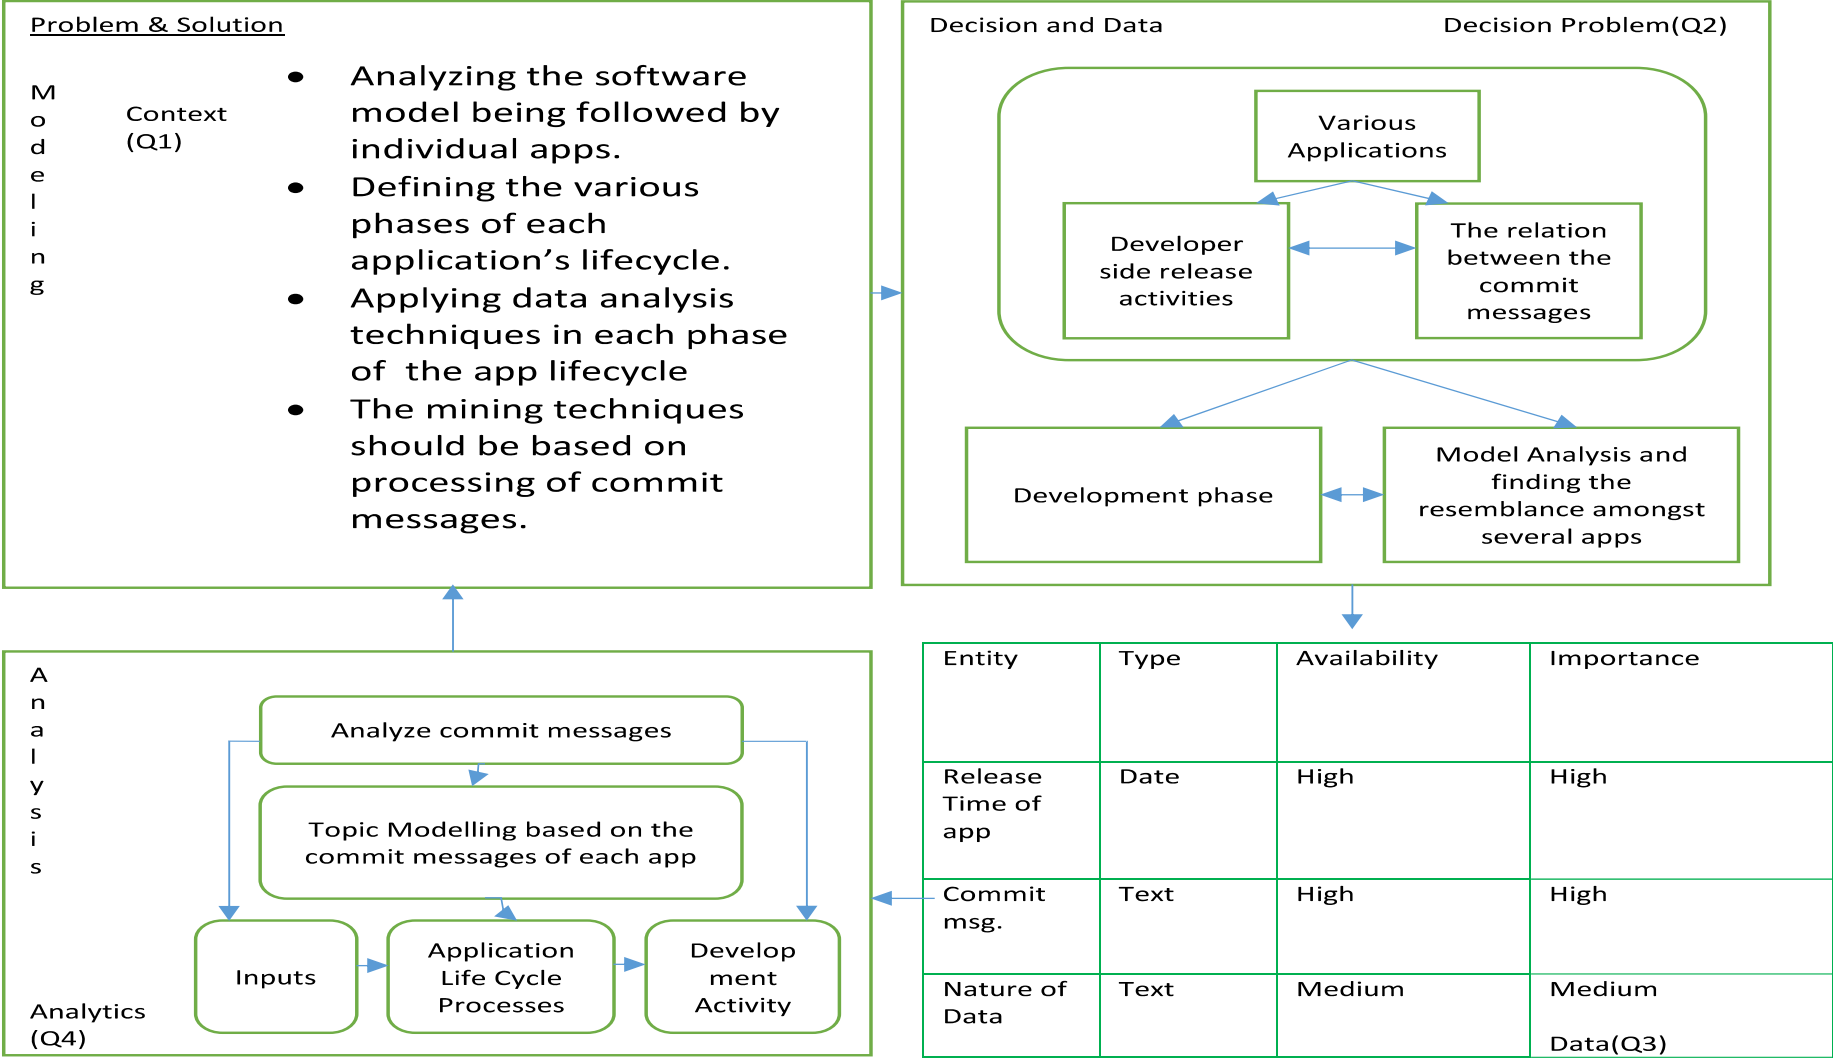 Problem & Solution
Modeling
Context
(Q1)
• Analyzing the software
model being followed by
individual apps.
• Defining the various
phases of each
application’s lifecycle.
• Applying data analysis
techniques in each phase
of the app lifecycle
• The mining techniques
should be based on
processing of commit
messages.
Decision and Data
Decision Problem(Q2)
Various
Applications
Developer
side release
activities
The relation
between the
commit
messages
Development phase
Model Analysis and
finding the
resemblance amongst
several apps
Analysis
Analyze commit messages
Topic Modelling based on the
commit messages of each app
Inputs
Application
Life Cycle
Processes
Develop
ment
Activity
Analytics
(Q4)
Entity Type Availability Importance
Release
Time of
app
Date High High
Commit
msg.
Text High High
Nature of
Data
Text Medium Medium
Data(Q3)